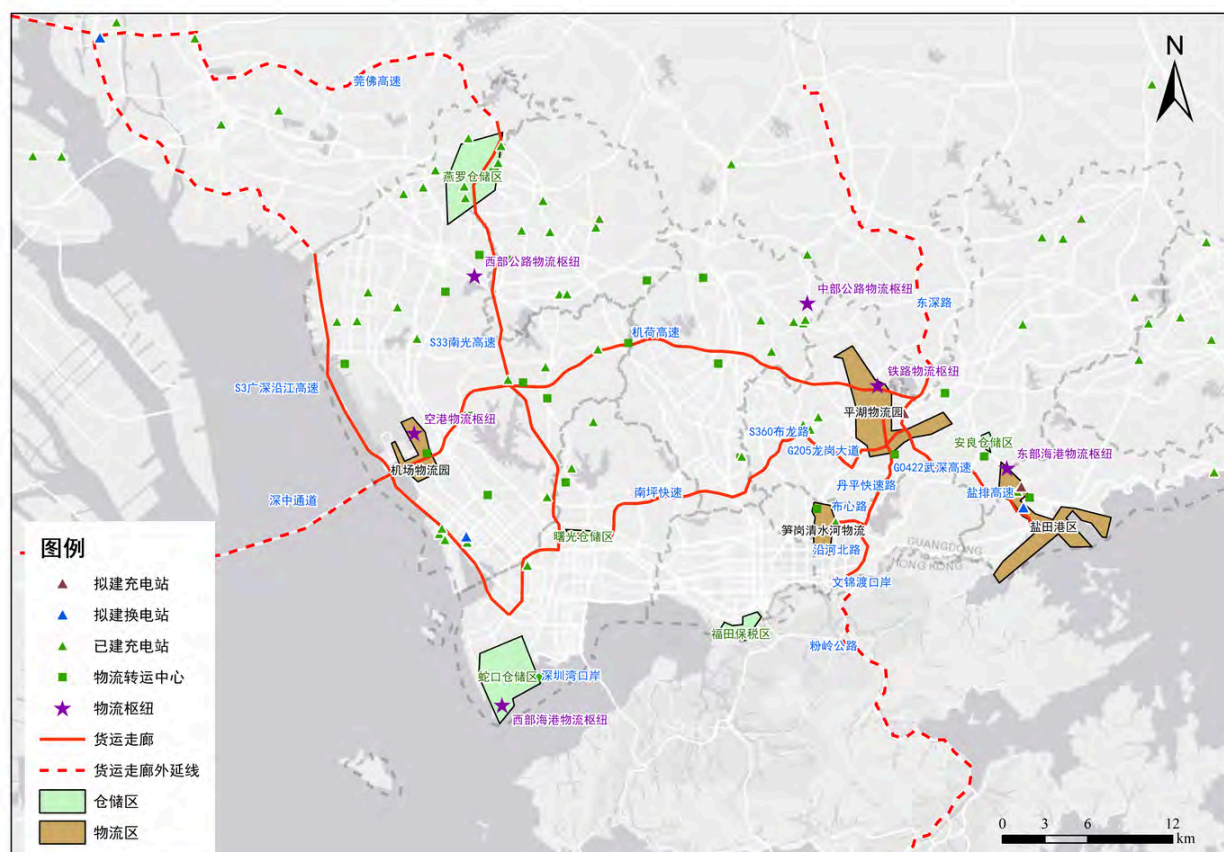 N
莞佛高速
燕罗仓储区
西部公路物流枢纽
中部公路物流枢纽
东深路
S33南光高速
机荷高速
S3广深沿江高速
铁路物流枢纽
空港物流枢纽
平湖物流园
S360布龙路
安良仓储区
G205龙岗大道
东部海港物流枢纽
机场物流园
G0422武深高速
深中通道
南坪快速
丹平快速路
盐排高速
布心路
盐田港区
笋岗清水河物流
曙光仓储区
沿河北路
GUANGDONG
HONG KONG
文锦渡口岸
福田保税区
粉岭公路
蛇口仓储区
深圳湾口岸
西部海港物流枢纽
图例
拟建充电站
拟建换电站
已建充电站
物流转运中心
物流枢纽
货运走廊
货运走廊外延线
仓储区
物流区
0 3 6 12
km